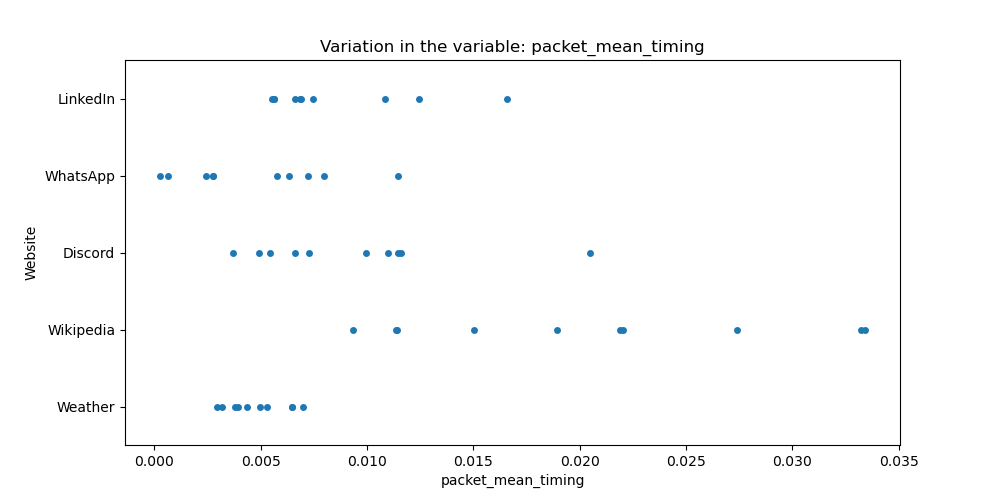 Variation in the variable: packet_mean_timing
Website
LinkedIn
WhatsApp
Discord
Wikipedia
Weather
0.000 0.005 0.010 0.015 0.020 0.025 0.030 0.035
packet_mean_timing